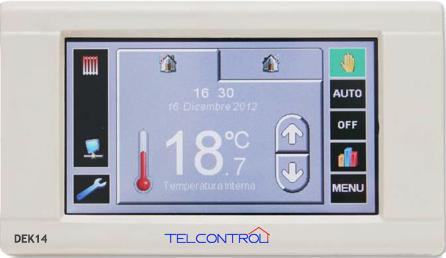 16 30
16 Dicembre 2012
18.7 °C
Temperatura Interna
AUTO
OFF
MENU
DEK14
TELCONTROL